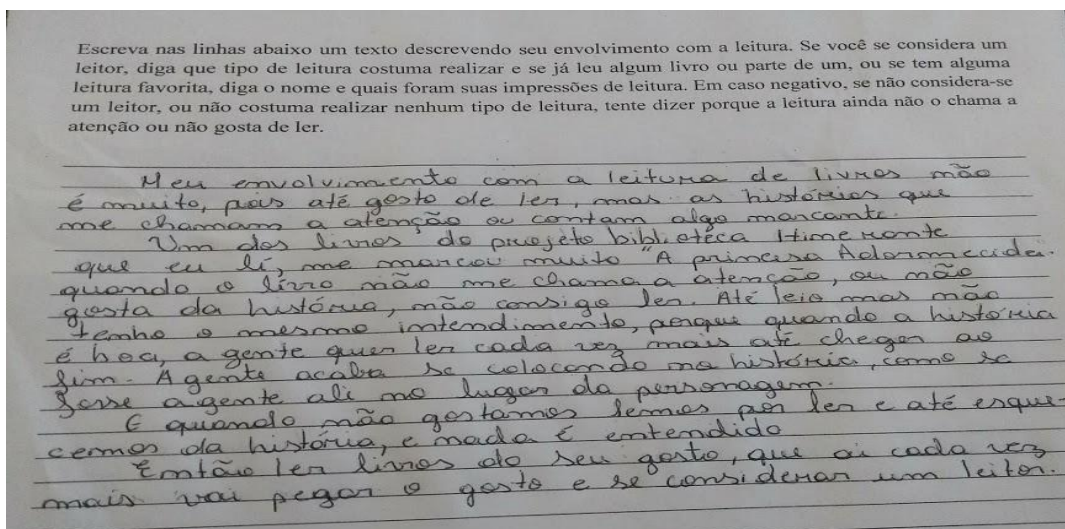 Escreva nas linhas abaixo um texto descrevendo seu envolvimento com a leitura. Se você se considera um
leitor, diga que tipo de leitura costuma realizar e se já leu algum livro ou parte de um, ou se tem alguma
leitura favorita, diga o nome e quais foram suas impressões de leitura. Em caso negativo, se não considera-se
um leitor, ou não costuma realizar nenhum tipo de leitura, tente dizer porque a leitura ainda não o chama a
atenção ou não gosta de ler.
Meu envolvimento com a leitura de livros não
é muito, pois até gosto de ler, mas as histórias que
me chamam a atenção ou contam algo marcante.
Um dos livros do projeto biblioteca Itinerante
que eu li, me marcou muito "A princesa Adormecida.
quando o livro não me chama a atenção, ou não
gosta da história, não consigo ler. Até leio mas não
tenho o mesmo intendimento, porque quando a história
é boa, a gente quer ler cada vez mais até chegar ao
fim. A gente acaba se colocando na história, como se
fosse agente ali no lugar da personagem.
E quando não gostamos lemos por ler e até esque-
cemos da história, e nada é entendido
Então ler livros do seu gosto, que ai cada vez
mais vai pegar o gosto e se considerar um leitor.